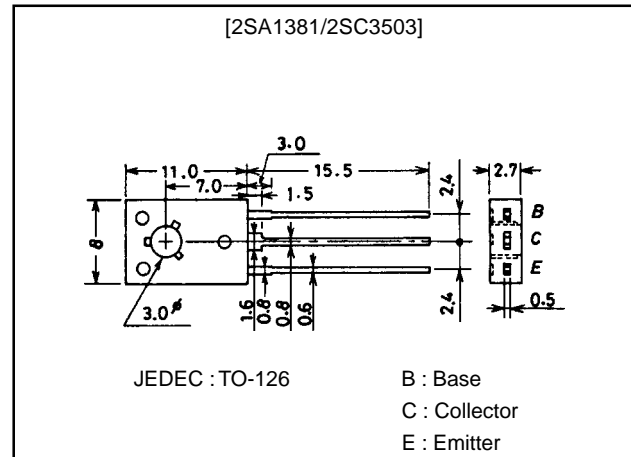 [2SA1381/2SC3503]
3.0
11.0 15.5 2.7
7.0 1.5 2.4
8
B
C
E
3.0ø
1.6 0.8 0.8 0.6 2.4 0.5
JEDEC : TO-126
B : Base
C : Collector
E : Emitter